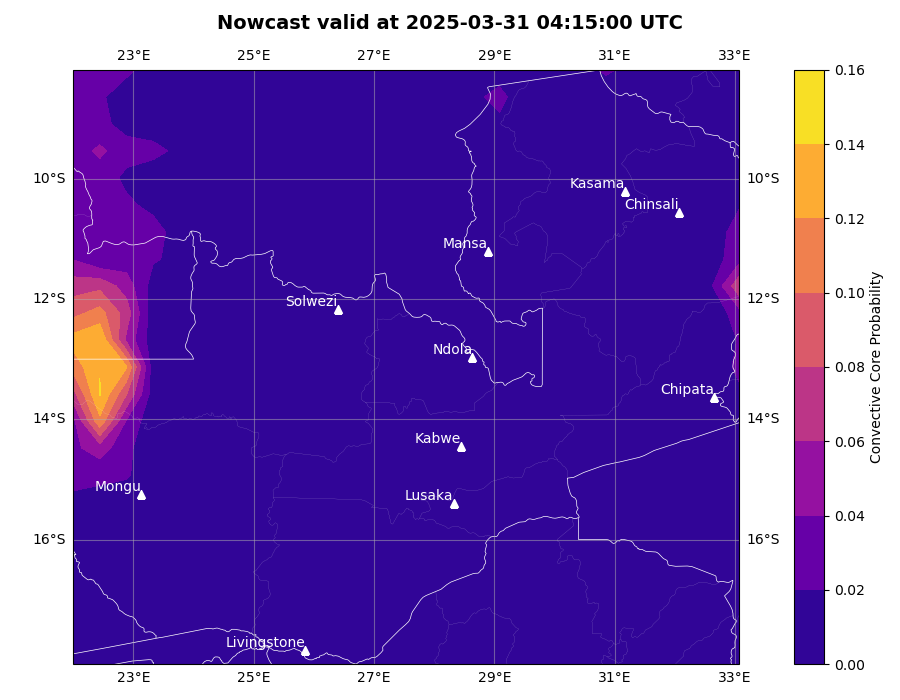 Nowcast valid at 2025-03-31 04:15:00 UTC
23°E 25°E 27°E 29°E 31°E 33°E
0.16
0.14
0.12
0.10
0.08
0.06
0.04
0.02
0.00
Convective Core Probability
10°S 10°S
12°S 12°S
14°S 14°S
16°S 16°S
Kasama
Chinsali
Mansa
Solwezi
Ndola
Chipata
Kabwe
Mongu
Lusaka
Livingstone
23°E 25°E 27°E 29°E 31°E 33°E